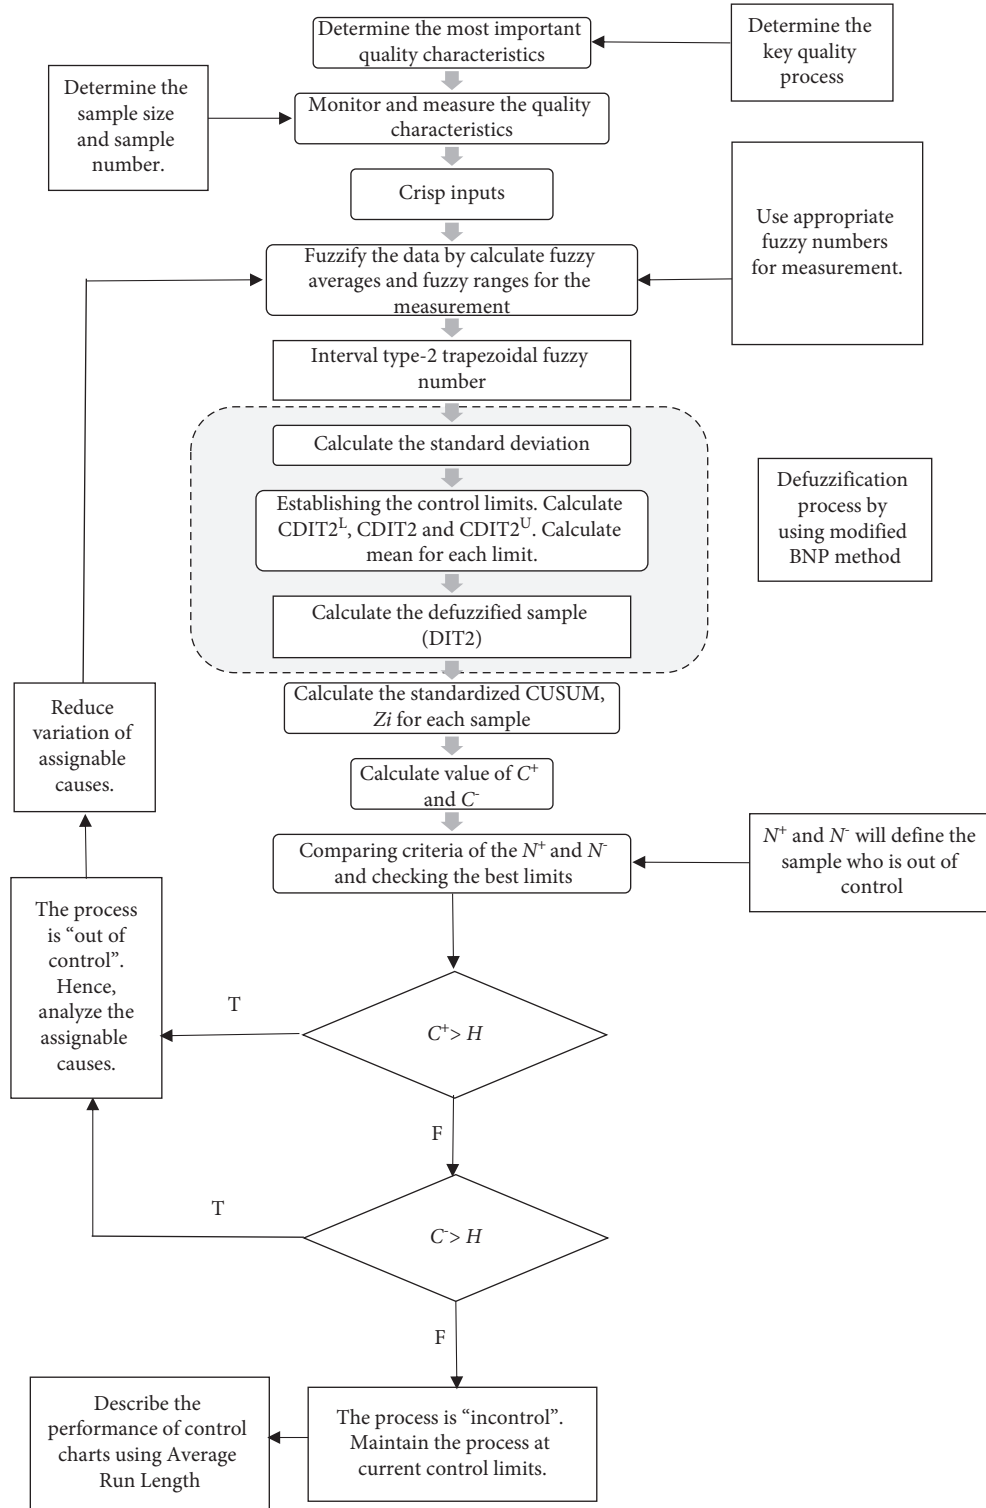 Determine the most important
quality characteristics
Determine the
key quality
process
Determine the
sample size
and sample
number.
Monitor and measure the quality
characteristics
Crisp inputs
Use appropriate
fuzzy numbers
for measurement.
Fuzzify the data by calculate fuzzy
averages and fuzzy ranges for the
measurement
Interval type-2 trapezoidal fuzzy
number
Calculate the standard deviation
Establishing the control limits. Calculate
CDIT2ᴸ, CDIT2 and CDIT2ᵁ. Calculate
mean for each limit.
Defuzzification
process by
using modified
BNP method
Calculate the defuzzified sample
(DIT2)
Calculate the standardized CUSUM,
Zi for each sample
Reduce
variation of
assignable
causes.
Calculate value of C⁺
and C⁻
Comparing criteria of the N⁺ and N⁻
and checking the best limits
N⁺ and N⁻ will define the
sample who is out of
control
The process
is “out of
control”.
Hence,
analyze the
assignable
causes.
T
C⁺> H
F
T
C⁻> H
F
Describe the
performance of control
charts using Average
Run Length
The process is “incontrol”.
Maintain the process at
current control limits.